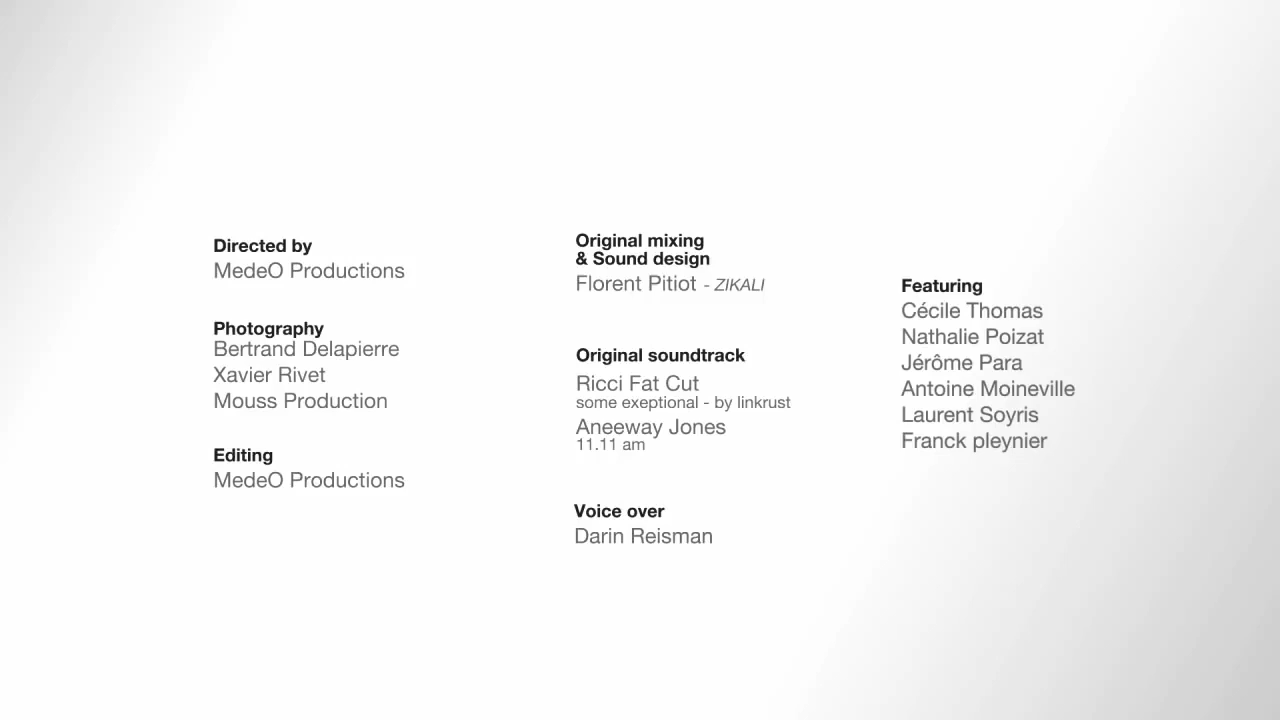 Directed by
MedeO Productions
Photography
Bertrand Delapierre
Xavier Rivet
Mouss Production
Editing
MedeO Productions
Original mixing
& Sound design
Florent Pitiot - ZIKALI
Original soundtrack
Ricci Fat Cut
some exeptional - by linkrust
Aneeway Jones
11.11 am
Voice over
Darin Reisman
Featuring
Cécile Thomas
Nathalie Poizat
Jérôme Para
Antoine Moineville
Laurent Soyris
Franck pleynier